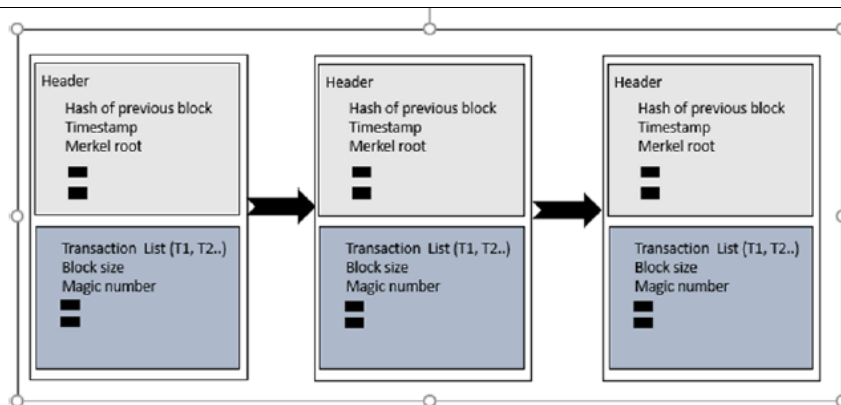 Header
Hash of previous block
Timestamp
Merkel root
Transaction List (T1, T2..)
Block size
Magic number
Header
Hash of previous block
Timestamp
Merkel root
Transaction List (T1, T2..)
Block size
Magic number
Header
Hash of previous block
Timestamp
Merkel root
Transaction List (T1, T2..)
Block size
Magic number